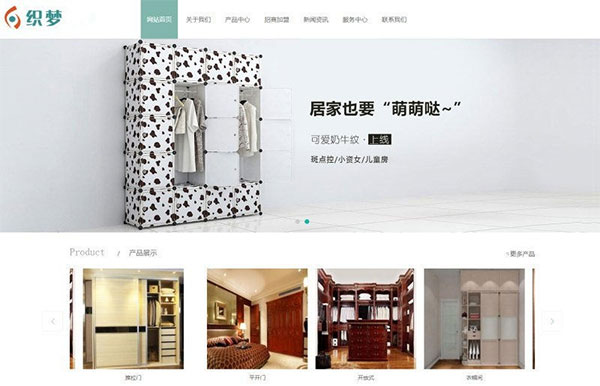 织梦
网站首页 关于我们 产品中心 招商加盟 新闻资讯 服务中心 联系我们
居家也要“萌萌哒~”
可爱奶牛纹·上线
斑点控/小资女/儿童房
Product / 产品展示
+更多产品
推拉门 平开门 开放式 衣帽间